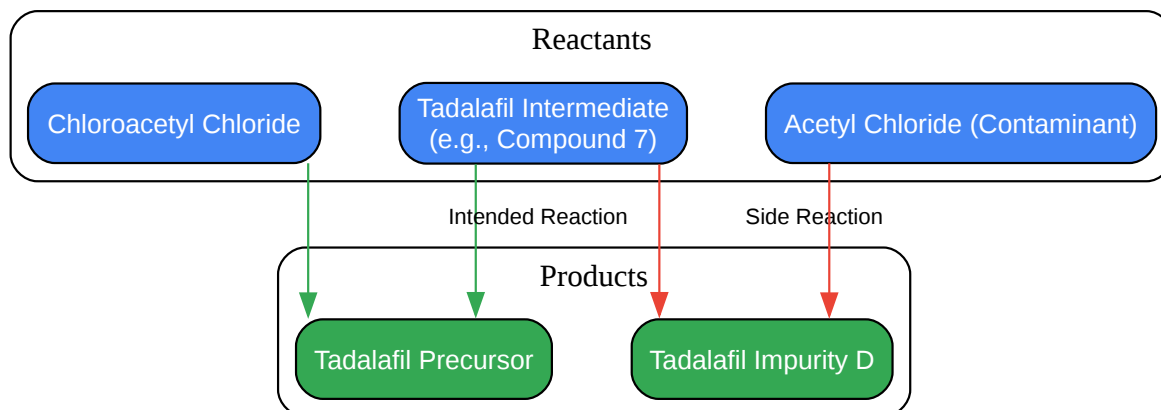 Reactants
Chloroacetyl Chloride
Tadalafil Intermediate
(e.g., Compound 7)
Acetyl Chloride (Contaminant)
Intended Reaction
Side Reaction
Products
Tadalafil Precursor
Tadalafil Impurity D